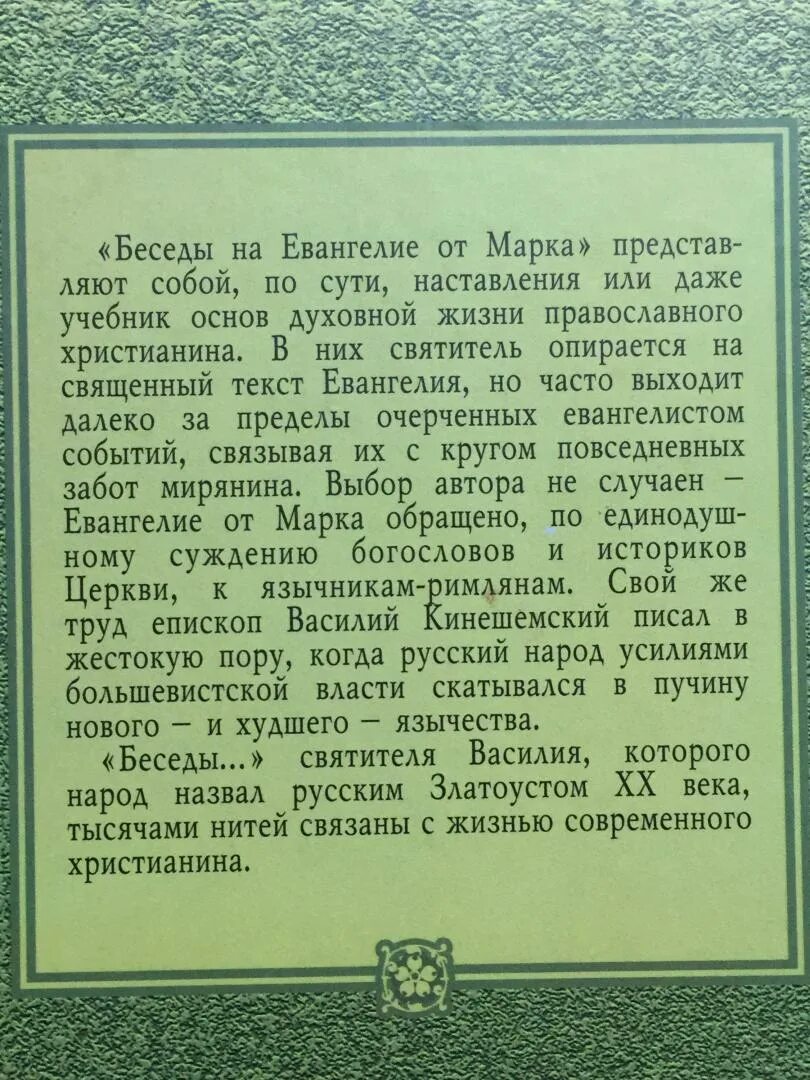 «Беседы на Евангелие от Марка» представ-
ляют собой, по сути, наставления или даже
учебник основ духовной жизни православного
христианина. В них святитель опирается на
священный текст Евангелия, но часто выходит
далеко за пределы очерченных евангелистом
событий, связывая их с кругом повседневных
забот мирянина. Выбор автора не случаен –
Евангелие от Марка обращено, по единодуш-
ному суждению богословов и историков
Церкви, к язычникам-римлянам. Свой же
труд епископ Василий Кинешемский писал в
жестокую пору, когда русский народ усилиями
большевистской власти скатывался в пучину
нового – и худшего – язычества.
«Беседы...» святителя Василия, которого
народ назвал русским Златоустом XX века,
тысячами нитей связаны с жизнью современного
христианина.